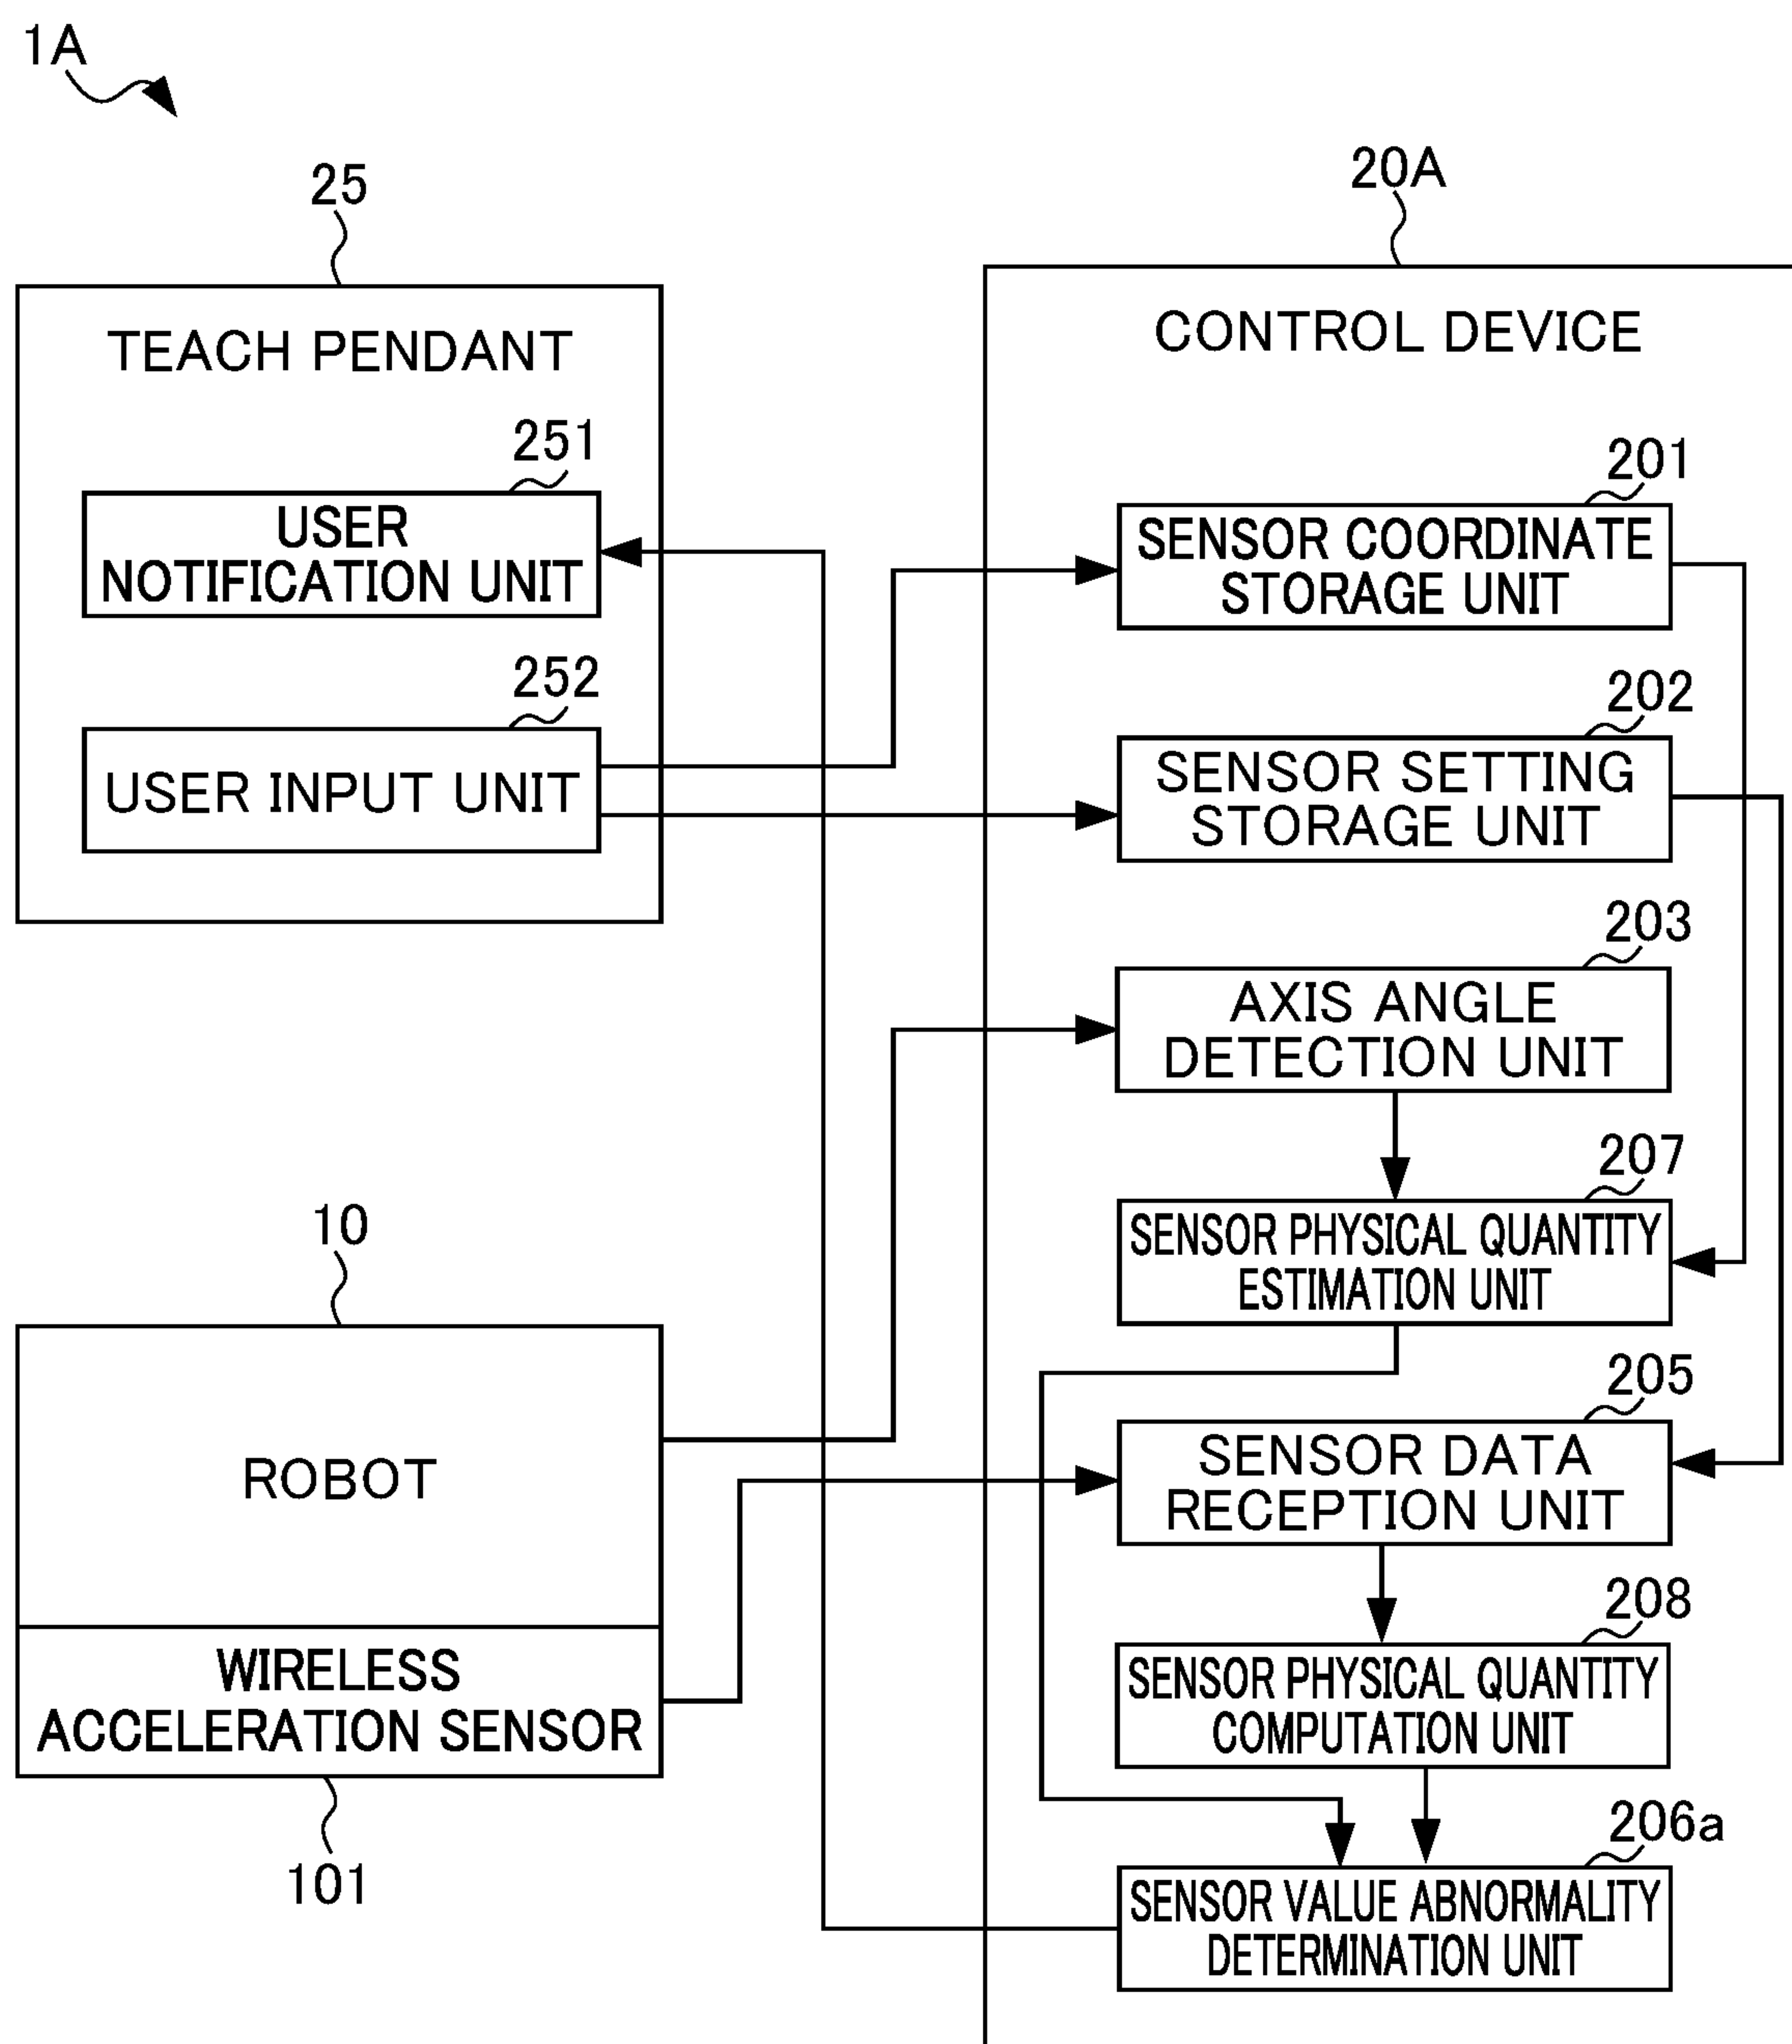 1A
25
TEACH PENDANT
251
USER
NOTIFICATION UNIT
252
USER INPUT UNIT
10
ROBOT
WIRELESS
ACCELERATION SENSOR
101
20A
CONTROL DEVICE
201
SENSOR COORDINATE
STORAGE UNIT
202
SENSOR SETTING
STORAGE UNIT
203
AXIS ANGLE
DETECTION UNIT
207
SENSOR PHYSICAL QUANTITY
ESTIMATION UNIT
205
SENSOR DATA
RECEPTION UNIT
208
SENSOR PHYSICAL QUANTITY
COMPUTATION UNIT
206a
SENSOR VALUE ABNORMALITY
DETERMINATION UNIT